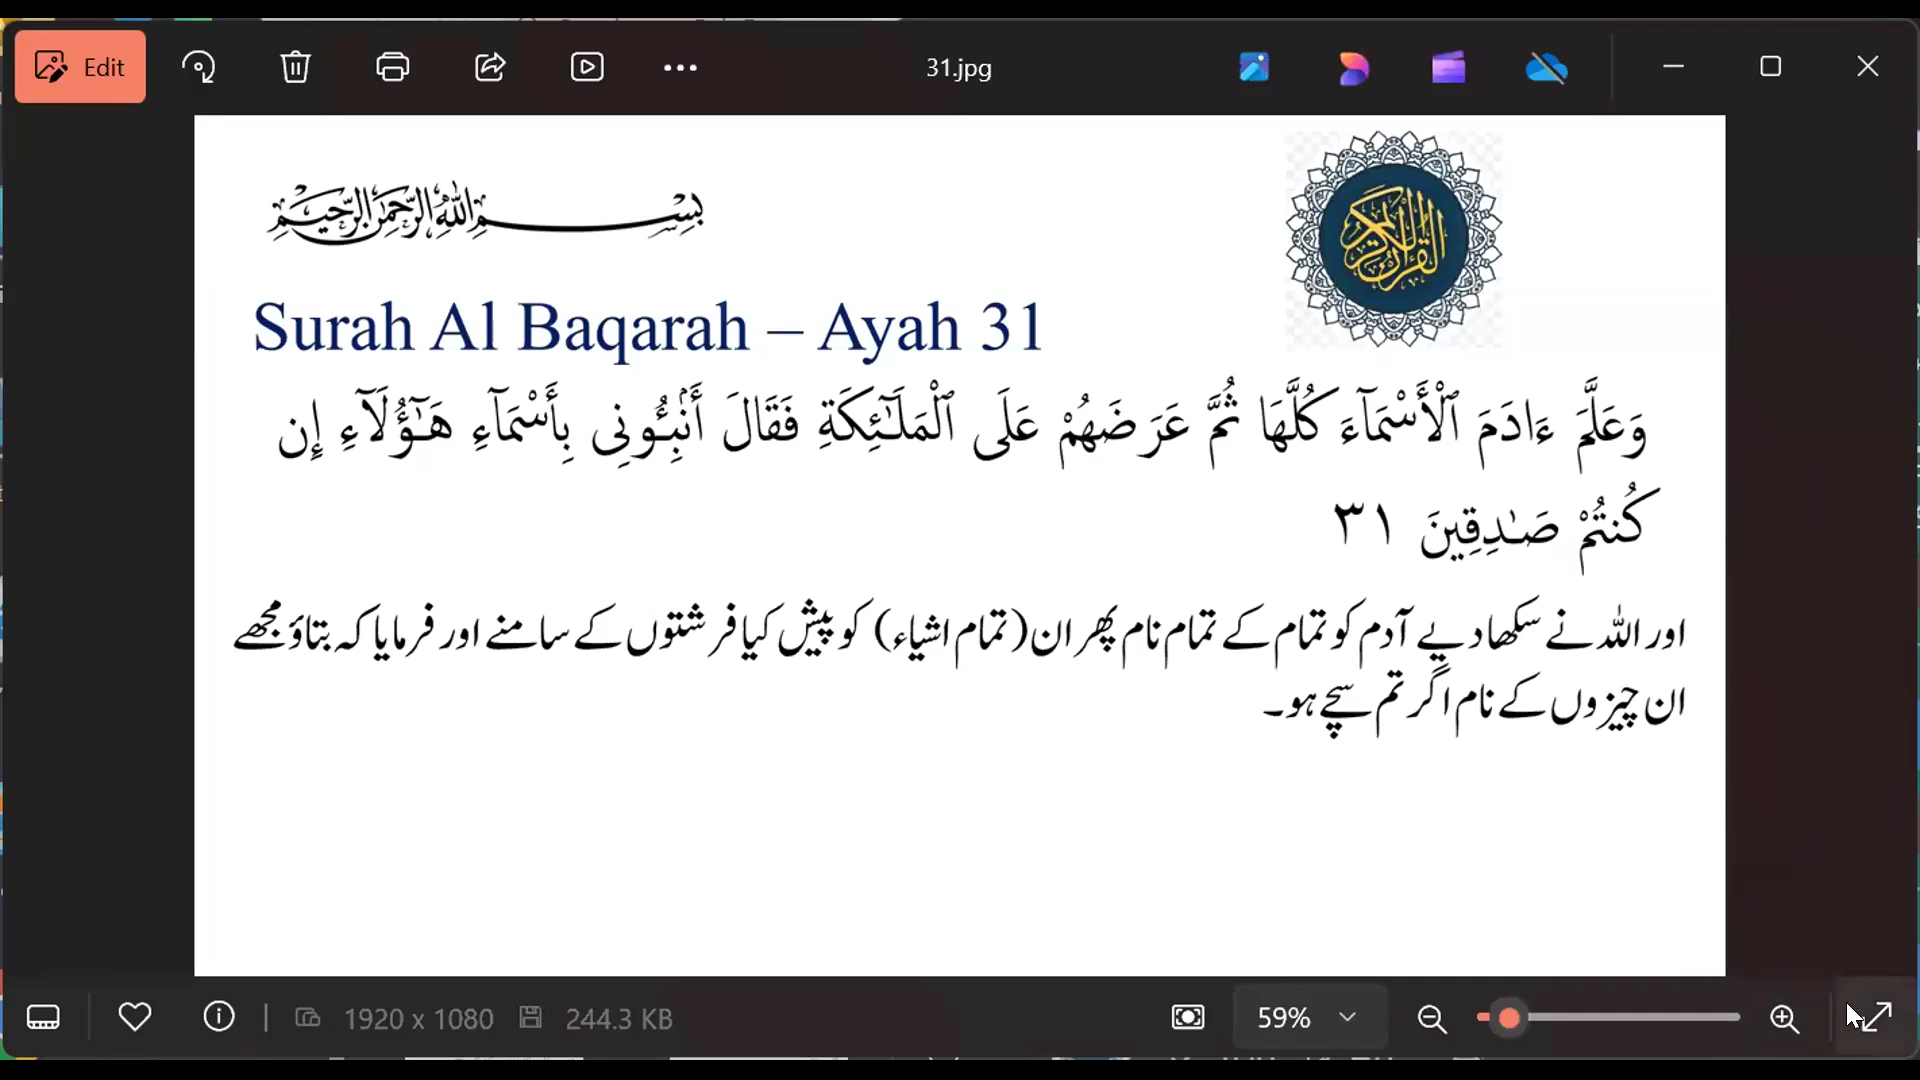 Edit
31.jpg
بِسْمِ اللهِ الرَّحْمٰنِ الرَّحِيْمِ
القرآن الكريم
Surah Al Baqarah – Ayah 31
وَعَلَّمَ ءَادَمَ ٱلْأَسْمَآءَ كُلَّهَا ثُمَّ عَرَضَهُمْ عَلَى ٱلْمَلَـٰٓئِكَةِ فَقَالَ أَنۢبِـُٔونِى بِأَسْمَآءِ هَـٰٓؤُلَآءِ إِن
كُنتُمْ صَـٰدِقِينَ ٣١
اور اللہ نے سکھا دیے آدم کو تمام کے تمام نام پھر ان (تمام اشیاء) کو پیش کیا فرشتوں کے سامنے اور فرمایا کہ بتاؤ مجھے
ان چیزوں کے نام اگر تم سچے ہو۔
1920 x 1080
244.3 KB
59%